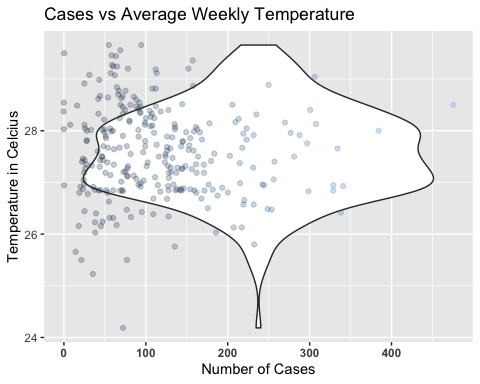 Cases vs Average Weekly Temperature
Temperature in Celcius
28
26
24
0
100
200
300
400
Number of Cases